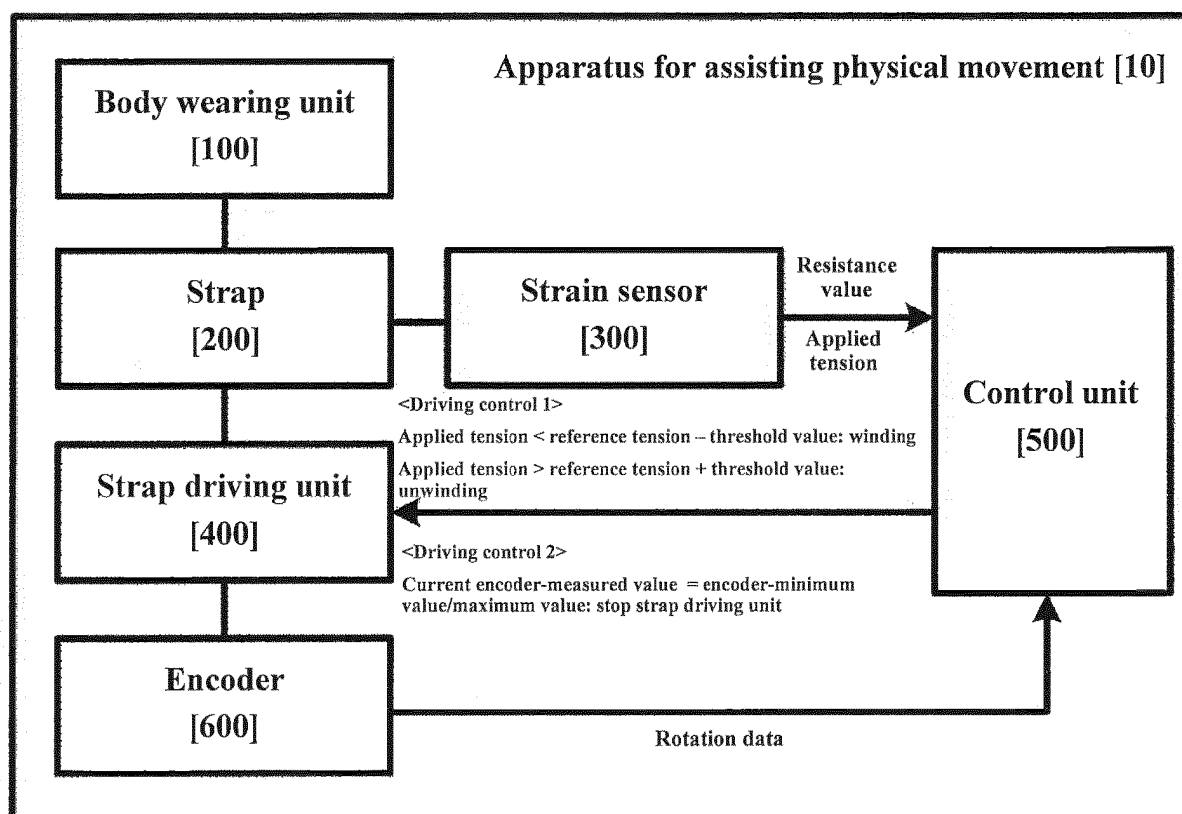 Apparatus for assisting physical movement [10]
Body wearing unit
[100]
Strap
[200]
Strain sensor
[300]
Resistance
value
Applied
tension
Control unit
[500]
<Driving control 1>
Applied tension < reference tension – threshold value: winding
Applied tension > reference tension + threshold value:
unwinding
Strap driving unit
[400]
<Driving control 2>
Current encoder-measured value = encoder-minimum
value/maximum value: stop strap driving unit
Encoder
[600]
Rotation data